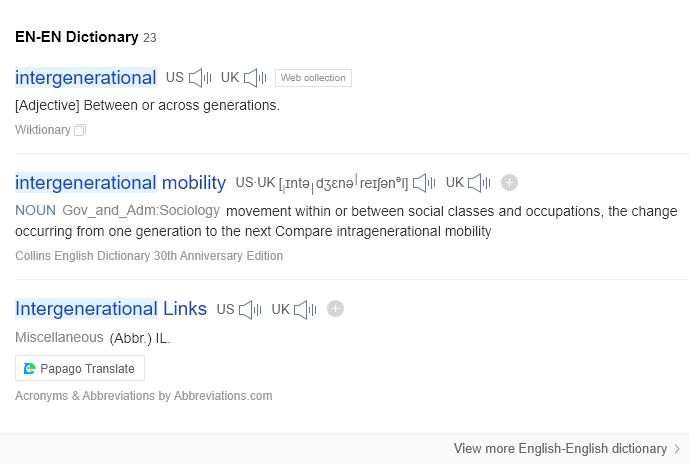 EN-EN Dictionary 23
intergenerational US UK Web collection
[Adjective] Between or across generations.
Wiktionary
intergenerational mobility US·UK [ˌɪntəˌdʒɛnəˈreɪʃənᵊl] UK
NOUN Gov_and_Adm:Sociology movement within or between social classes and occupations, the change
occurring from one generation to the next Compare intragenerational mobility
Collins English Dictionary 30th Anniversary Edition
Intergenerational Links US UK
Miscellaneous (Abbr.) IL.
Papago Translate
Acronyms & Abbreviations by Abbreviations.com
View more English-English dictionary